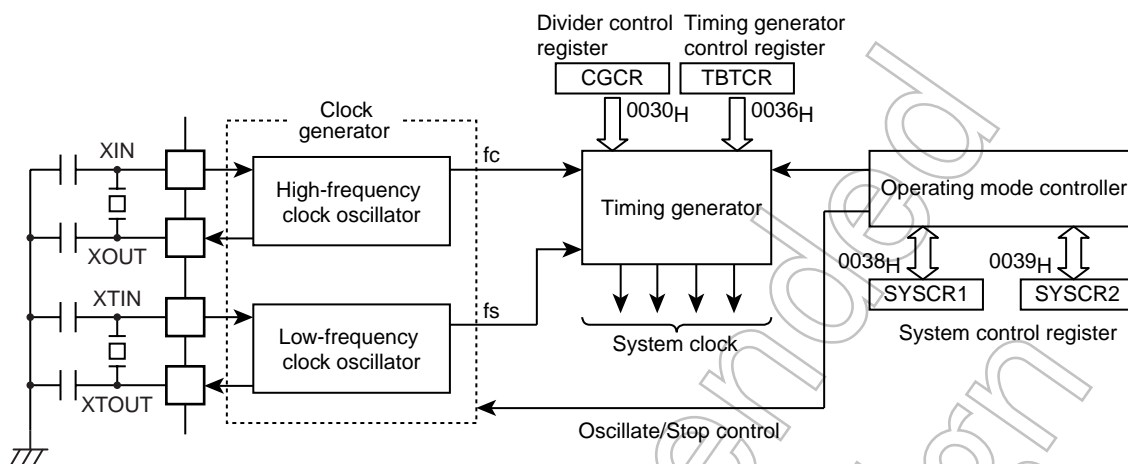 Divider control
register
Timing generator
control register
CGCR
TBTCR
0030H
0036H
Clock
generator
XIN
XOUT
High-frequency
clock oscillator
fc
Timing generator
Operating mode controller
0038H
0039H
SYSCR1
SYSCR2
System control register
XTIN
XTOUT
Low-frequency
clock oscillator
fs
System clock
Oscillate/Stop control